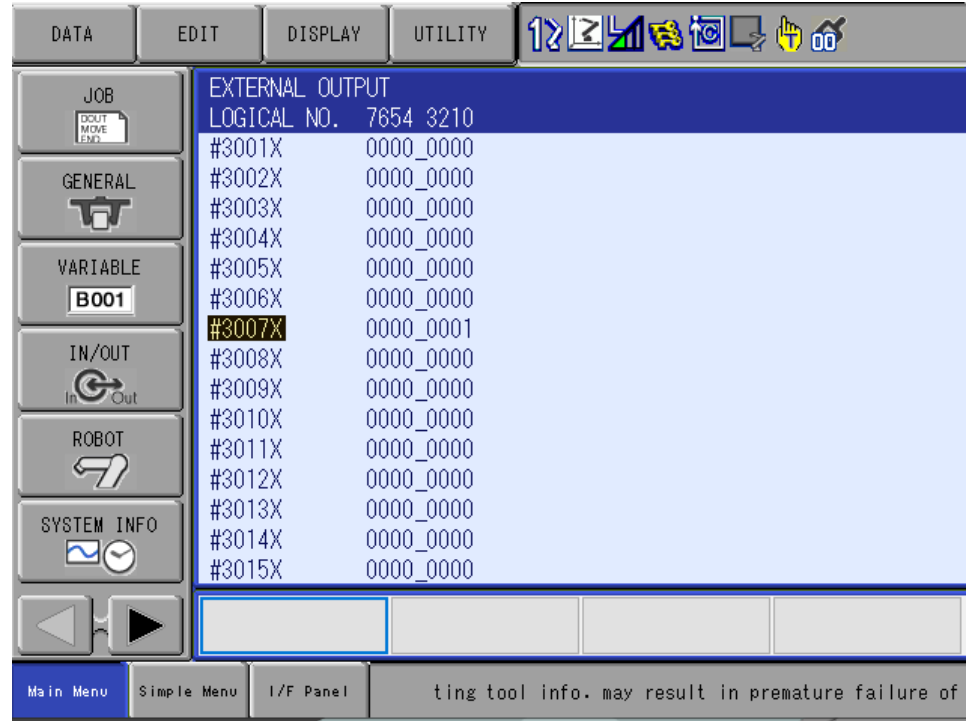 DATA
EDIT
DISPLAY
UTILITY
JOB
DOUT
MOVE
END
GENERAL
VARIABLE
B001
IN/OUT
In Out
ROBOT
SYSTEM INFO
EXTERNAL OUTPUT
LOGICAL NO. 7654 3210
#3001X 0000_0000
#3002X 0000_0000
#3003X 0000_0000
#3004X 0000_0000
#3005X 0000_0000
#3006X 0000_0000
#3007X 0000_0001
#3008X 0000_0000
#3009X 0000_0000
#3010X 0000_0000
#3011X 0000_0000
#3012X 0000_0000
#3013X 0000_0000
#3014X 0000_0000
#3015X 0000_0000
Main Menu
Simple Menu
I/F Panel
ting tool info. may result in premature failure of